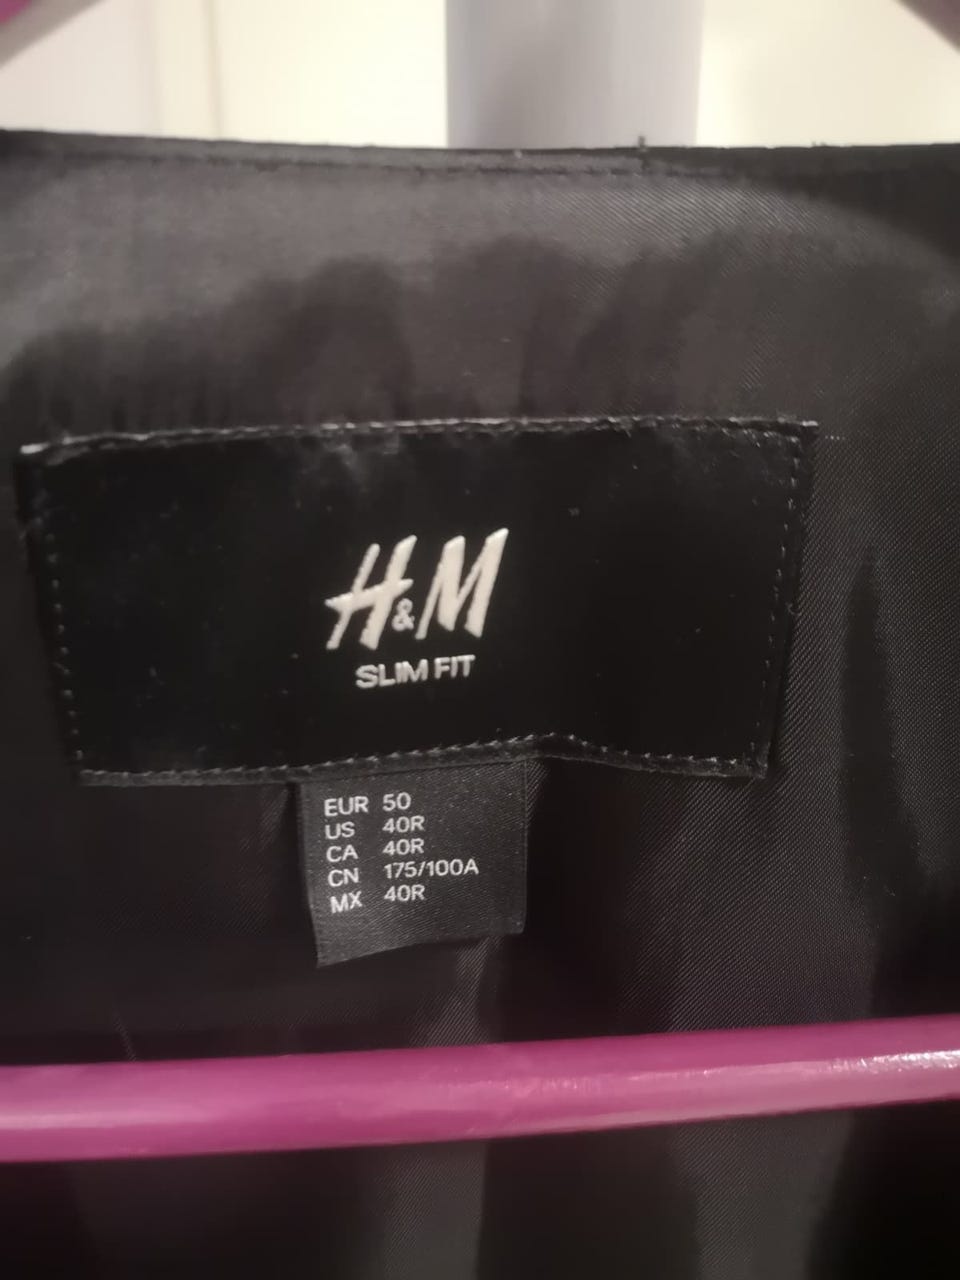 H&M
SLIM FIT
EUR 50
US 40R
CA 40R
CN 175/100A
MX 40R